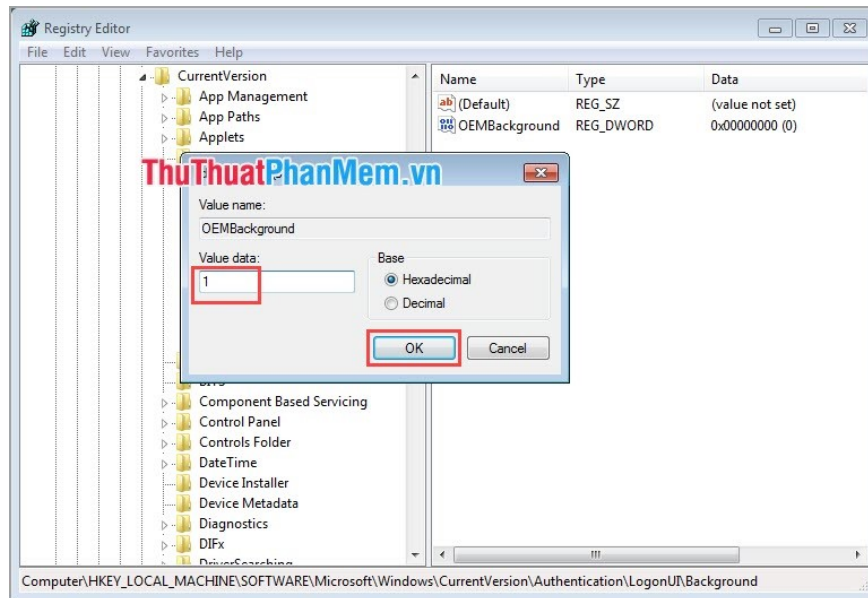 Registry Editor
File Edit View Favorites Help
CurrentVersion
App Management
App Paths
Applets
Component Based Servicing
Control Panel
Controls Folder
DateTime
Device Installer
Device Metadata
Diagnostics
DIFx
DriverSearching
Name Type Data
(Default) REG_SZ (value not set)
OEMBackground REG_DWORD 0x00000000 (0)
ThuThuatPhanMem.vn
Value name:
OEMBackground
Value data:
1
Base
Hexadecimal
Decimal
OK Cancel
Computer\HKEY_LOCAL_MACHINE\SOFTWARE\Microsoft\Windows\CurrentVersion\Authentication\LogonUI\Background